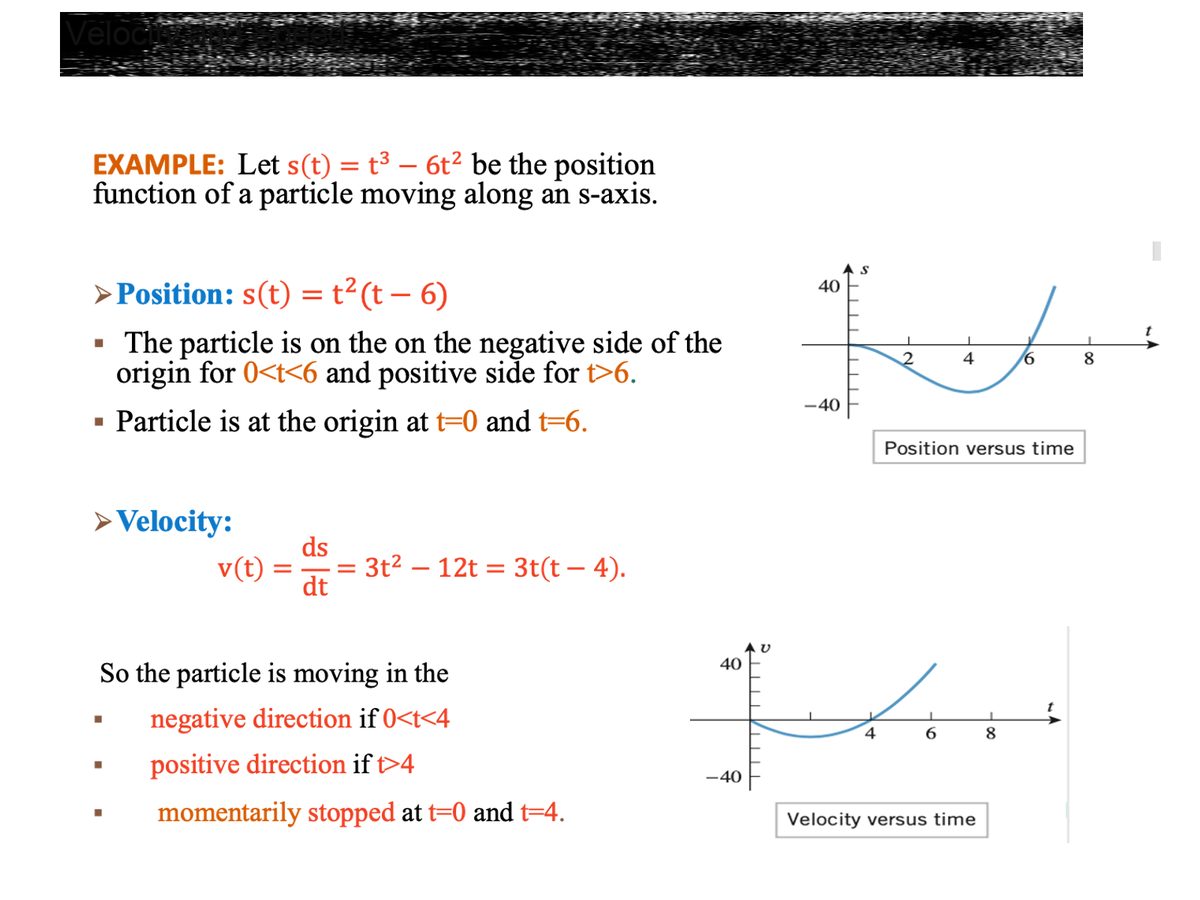 Velocity
EXAMPLE: Let s(t) = t³ − 6t² be the position
function of a particle moving along an s-axis.
➢Position: s(t) = t²(t − 6)
▪ The particle is on the on the negative side of the
origin for 0<t<6 and positive side for t>6.
▪ Particle is at the origin at t=0 and t=6.
s
40
t
2 4 6 8
−40
Position versus time
➢Velocity:
v(t) = ds/dt = 3t² − 12t = 3t(t − 4).
So the particle is moving in the
▪ negative direction if 0<t<4
▪ positive direction if t>4
▪ momentarily stopped at t=0 and t=4.
υ
40
t
4 6 8
−40
Velocity versus time